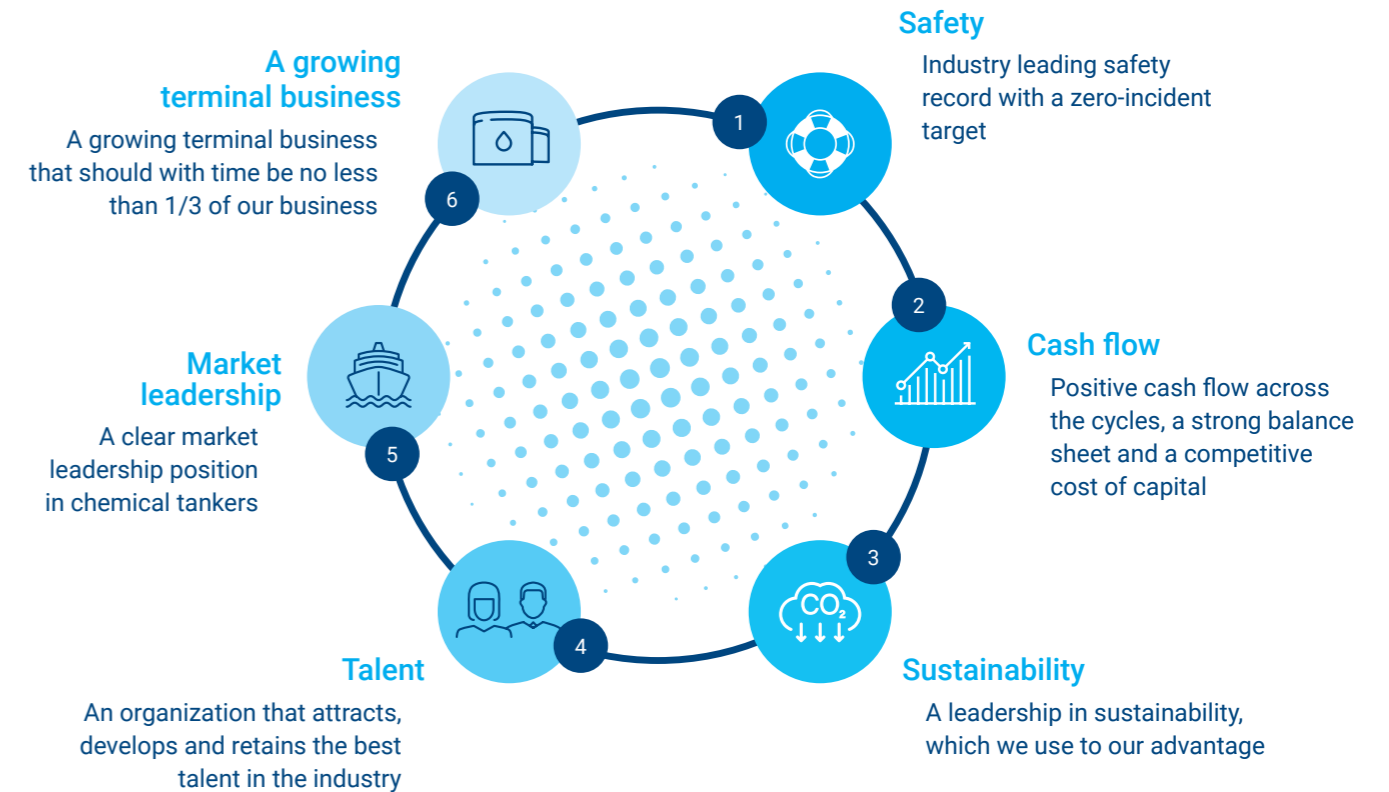 1
Safety
Industry leading safety
record with a zero-incident
target
2
Cash flow
Positive cash flow across
the cycles, a strong balance
sheet and a competitive
cost of capital
3
CO₂
Sustainability
A leadership in sustainability,
which we use to our advantage
4
Talent
An organization that attracts,
develops and retains the best
talent in the industry
5
Market
leadership
A clear market
leadership position
in chemical tankers
6
A growing
terminal business
A growing terminal business
that should with time be no less
than 1/3 of our business